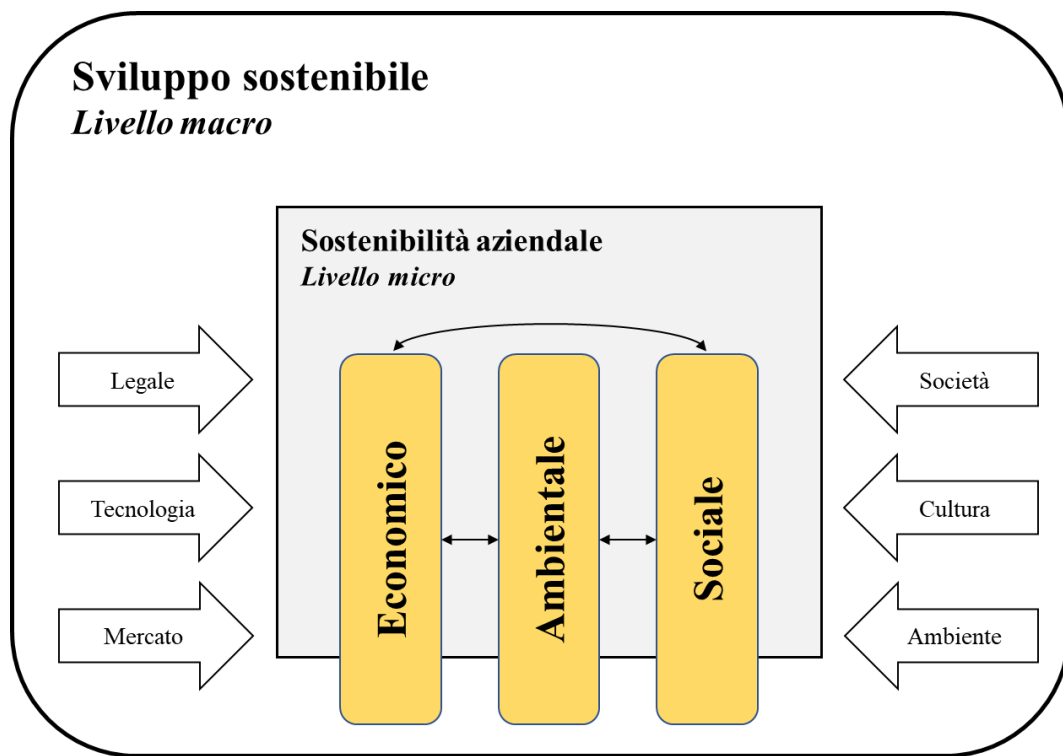 Sviluppo sostenibile
Livello macro
Sostenibilità aziendale
Livello micro
Legale
Tecnologia
Mercato
Economico
Ambientale
Sociale
Società
Cultura
Ambiente